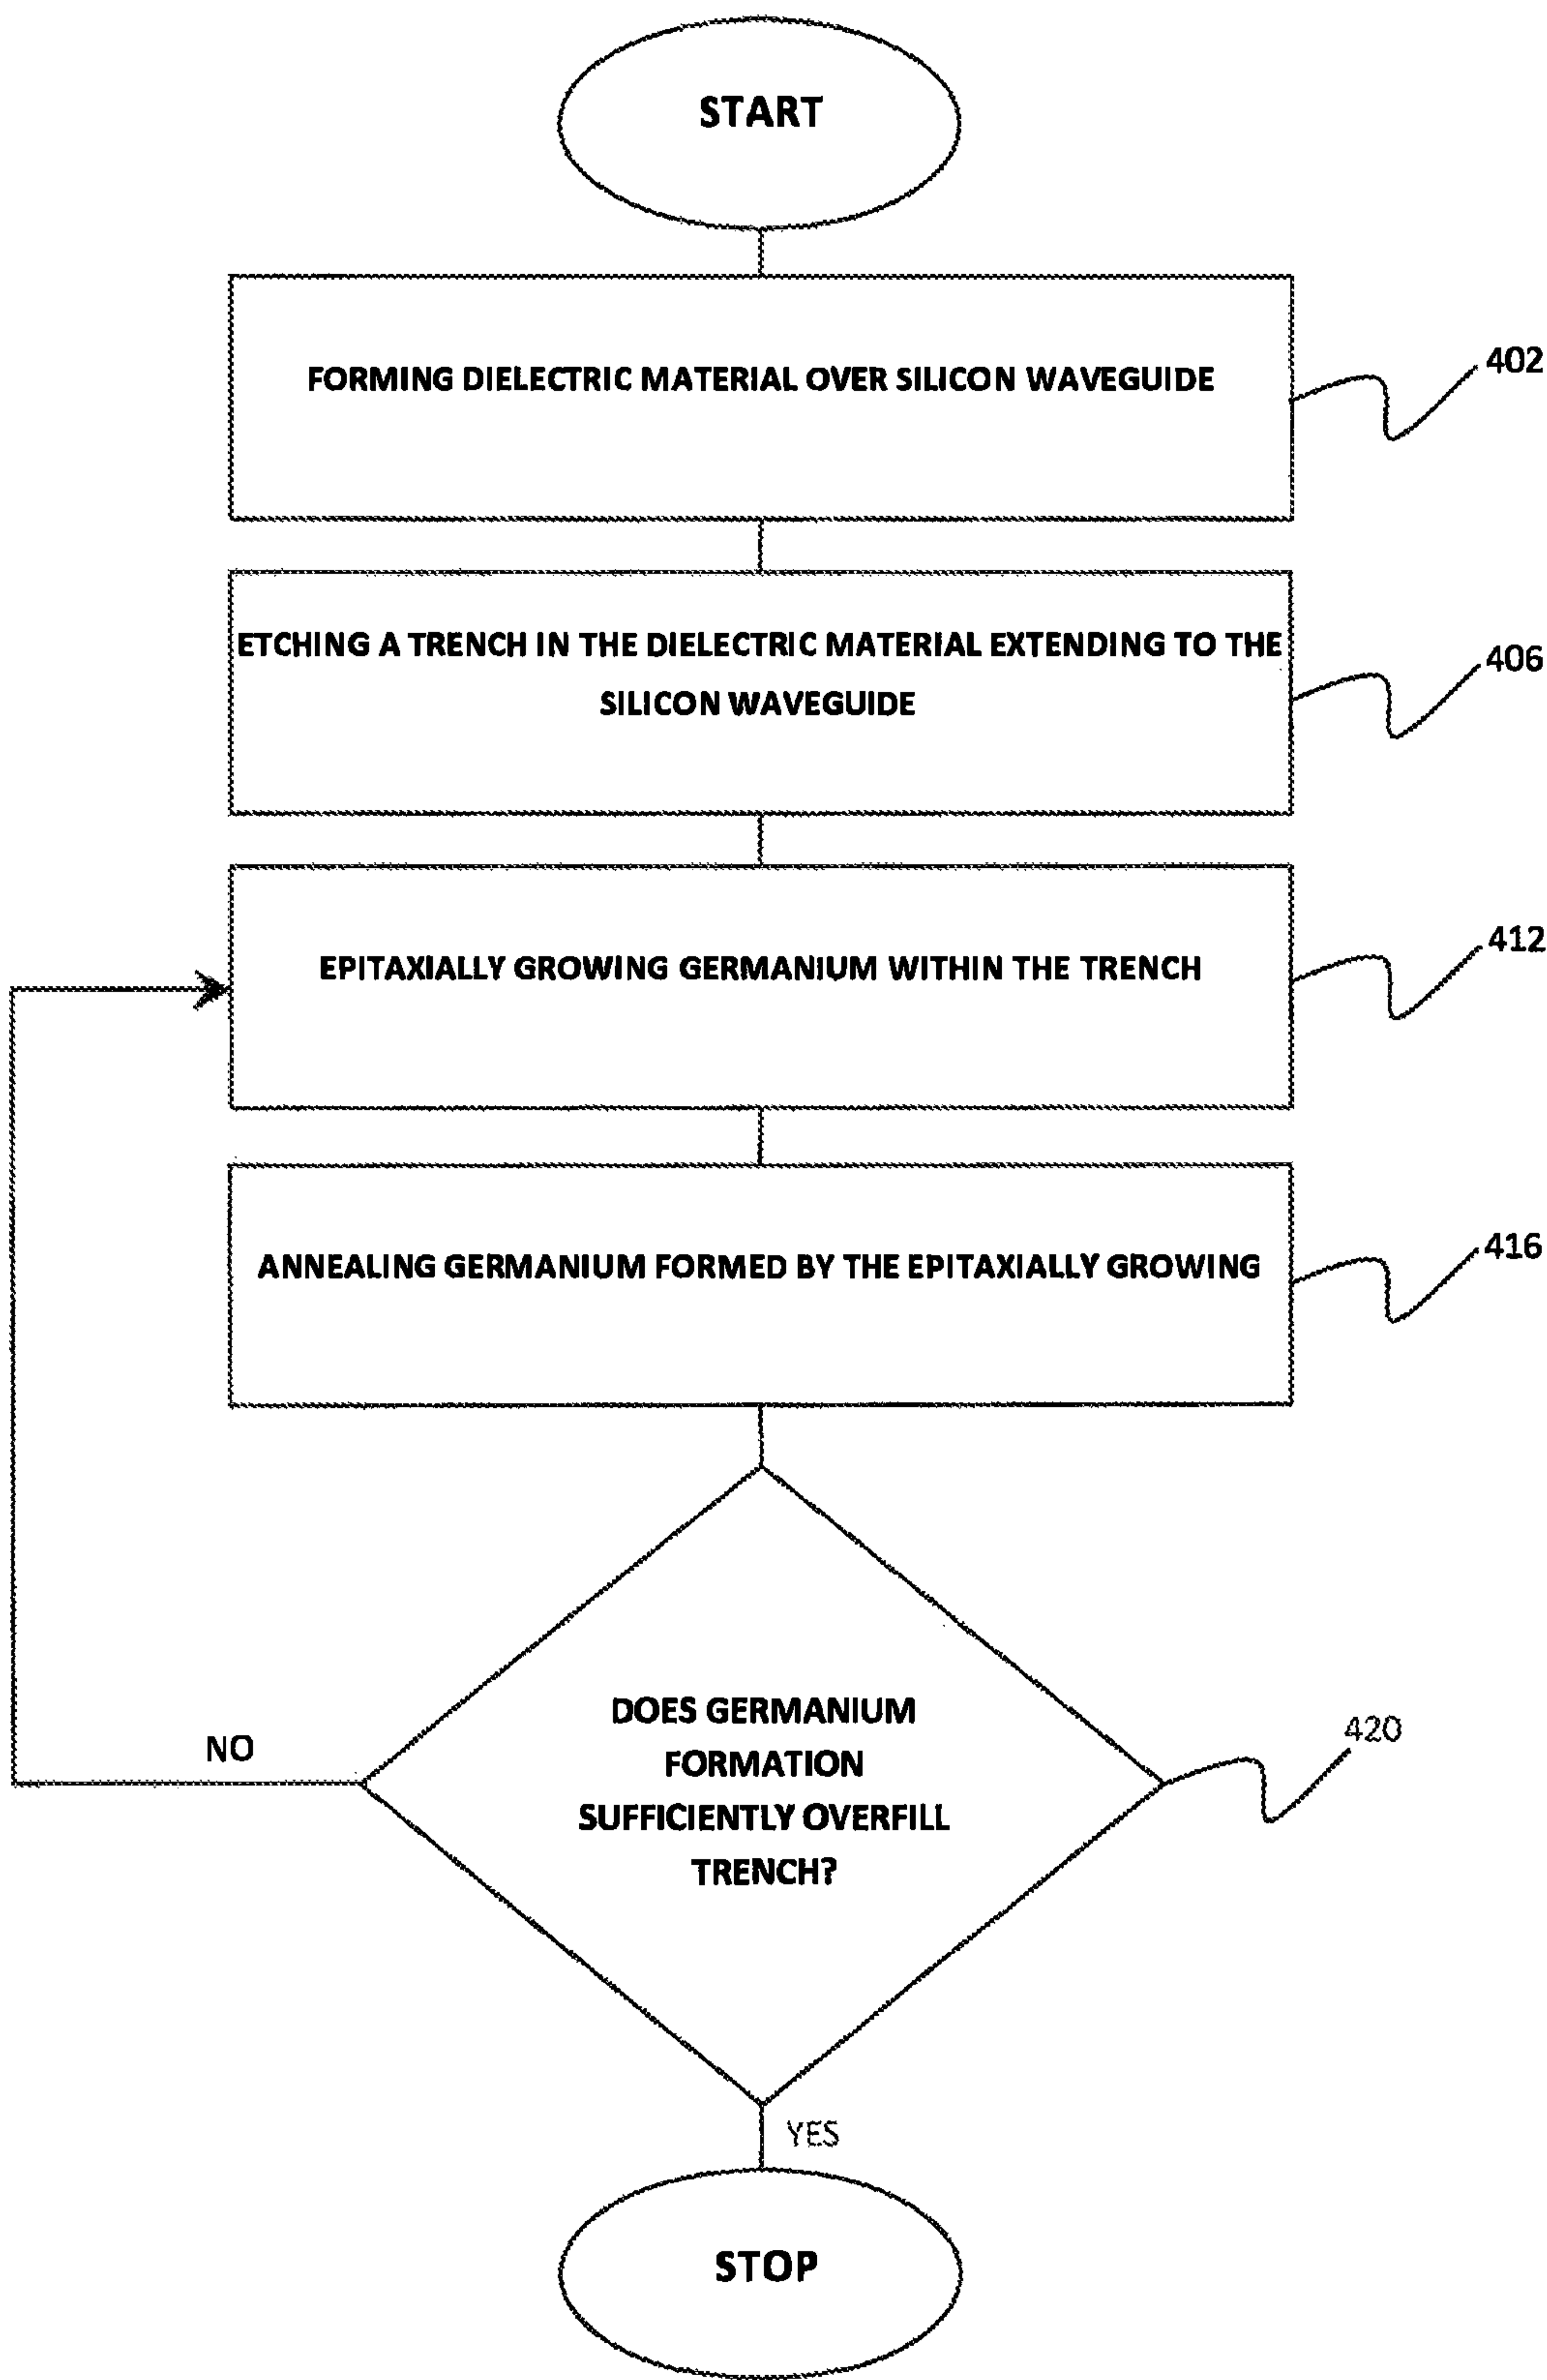 START
FORMING DIELECTRIC MATERIAL OVER SILICON WAVEGUIDE
402
ETCHING A TRENCH IN THE DIELECTRIC MATERIAL EXTENDING TO THE
SILICON WAVEGUIDE
406
EPITAXIALLY GROWING GERMANIUM WITHIN THE TRENCH
412
ANNEALING GERMANIUM FORMED BY THE EPITAXIALLY GROWING
416
DOES GERMANIUM
FORMATION
SUFFICIENTLY OVERFILL
TRENCH?
420
NO
YES
STOP